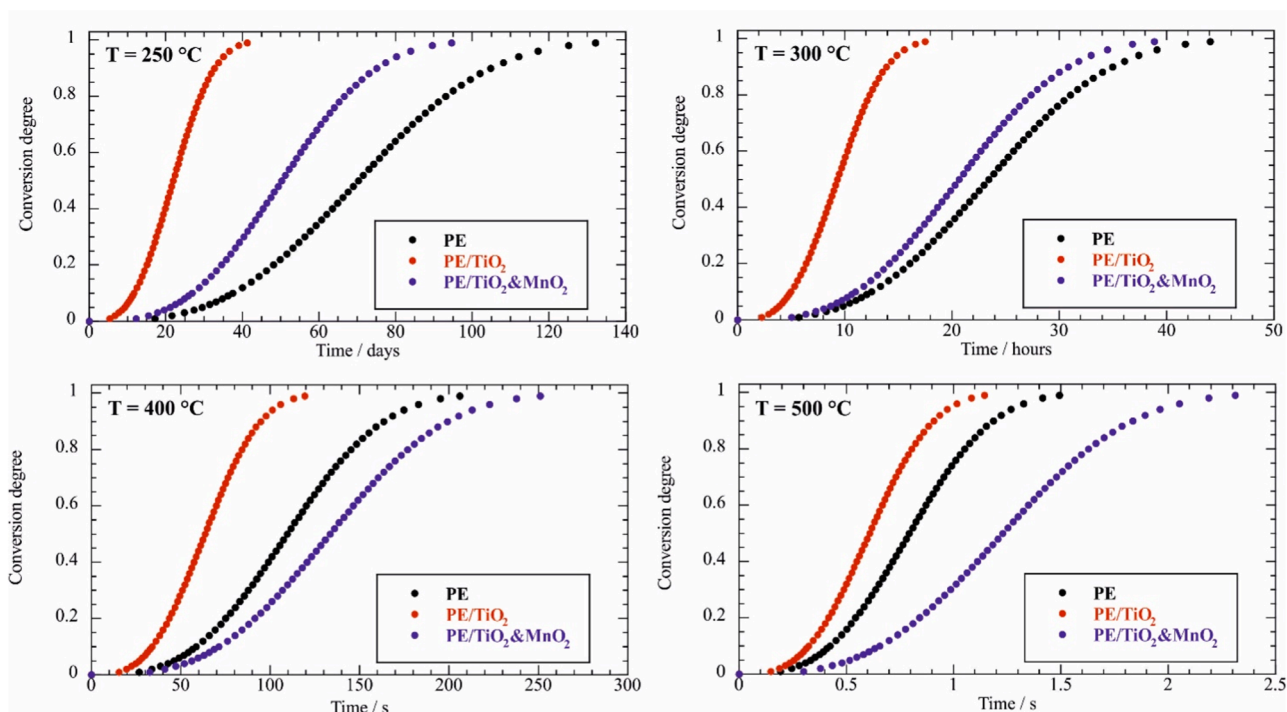 T = 250 °C
Conversion degree
1
0.8
0.6
0.4
0.2
0
0 20 40 60 80 100 120 140
Time / days
PE
PE/TiO₂
PE/TiO₂&MnO₂
T = 300 °C
Conversion degree
1
0.8
0.6
0.4
0.2
0
0 10 20 30 40 50
Time / hours
PE
PE/TiO₂
PE/TiO₂&MnO₂
T = 400 °C
Conversion degree
1
0.8
0.6
0.4
0.2
0
0 50 100 150 200 250 300
Time / s
PE
PE/TiO₂
PE/TiO₂&MnO₂
T = 500 °C
Conversion degree
1
0.8
0.6
0.4
0.2
0
0 0.5 1 1.5 2 2.5
Time / s
PE
PE/TiO₂
PE/TiO₂&MnO₂